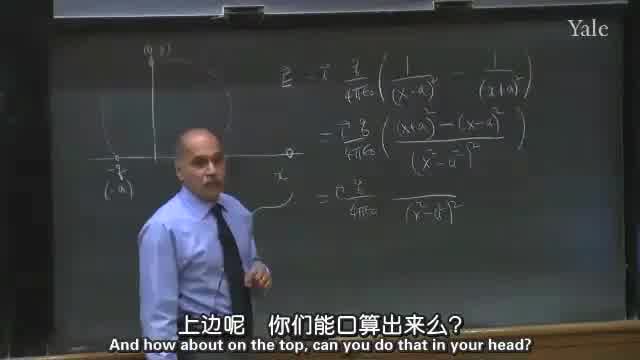 Yale
(0, y)
E = i q/4πε₀ ( 1/(x-a)² - 1/(x+a)² )
= i q/4πε₀ ( (x+a)² - (x-a)² / (x²-a²)² )
-q
x
(-a)
= i q/4πε₀ /(x²-a²)²
上边呢 你们能口算出来么?
And how about on the top, can you do that in your head?